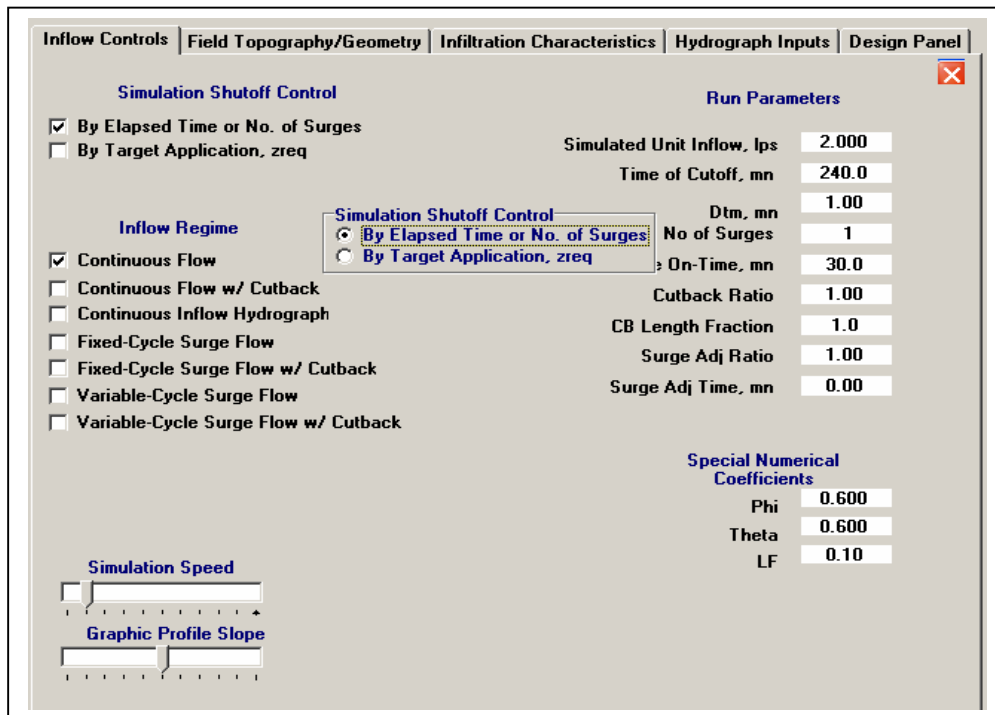 Inflow Controls Field Topography/Geometry Infiltration Characteristics Hydrograph Inputs Design Panel
Simulation Shutoff Control
By Elapsed Time or No. of Surges
By Target Application, zreq
Inflow Regime
Continuous Flow
Continuous Flow w/ Cutback
Continuous Inflow Hydrograph
Fixed-Cycle Surge Flow
Fixed-Cycle Surge Flow w/ Cutback
Variable-Cycle Surge Flow
Variable-Cycle Surge Flow w/ Cutback
Simulation Shutoff Control
By Elapsed Time or No. of Surges
By Target Application, zreq
Run Parameters
Simulated Unit Inflow, lps 2.000
Time of Cutoff, mn 240.0
Dtm, mn 1.00
No of Surges 1
On-Time, mn 30.0
Cutback Ratio 1.00
CB Length Fraction 1.0
Surge Adj Ratio 1.00
Surge Adj Time, mn 0.00
Special Numerical
Coefficients
Phi 0.600
Theta 0.600
LF 0.10
Simulation Speed
Graphic Profile Slope